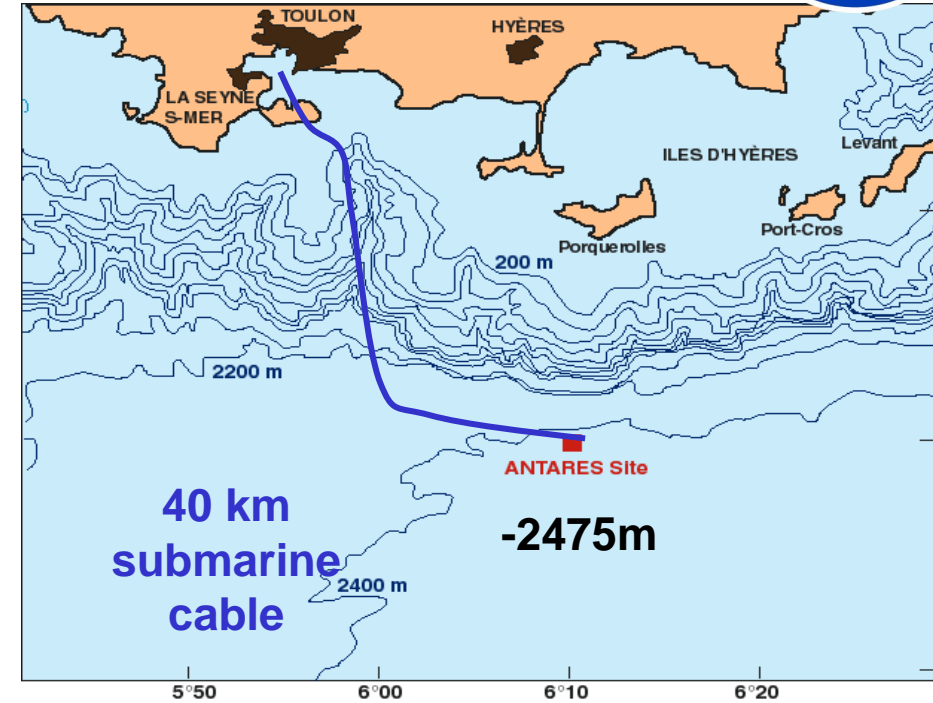 TOULON
HYÈRES
LA SEYNE
S-MER
Levant
ILES D'HYÈRES
Port-Cros
Porquerolles
200 m
2200 m
ANTARES Site
40 km
submarine
cable
-2475m
2400 m
5°50
6°00
6°10
6°20